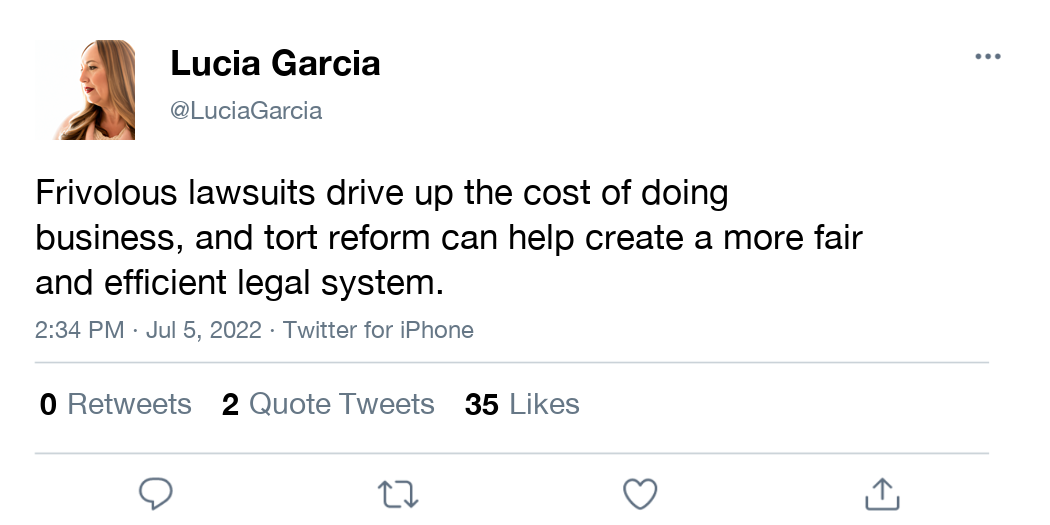 Lucia Garcia
@LuciaGarcia
Frivolous lawsuits drive up the cost of doing
business, and tort reform can help create a more fair
and efficient legal system.
2:34 PM · Jul 5, 2022 · Twitter for iPhone
0 Retweets 2 Quote Tweets 35 Likes